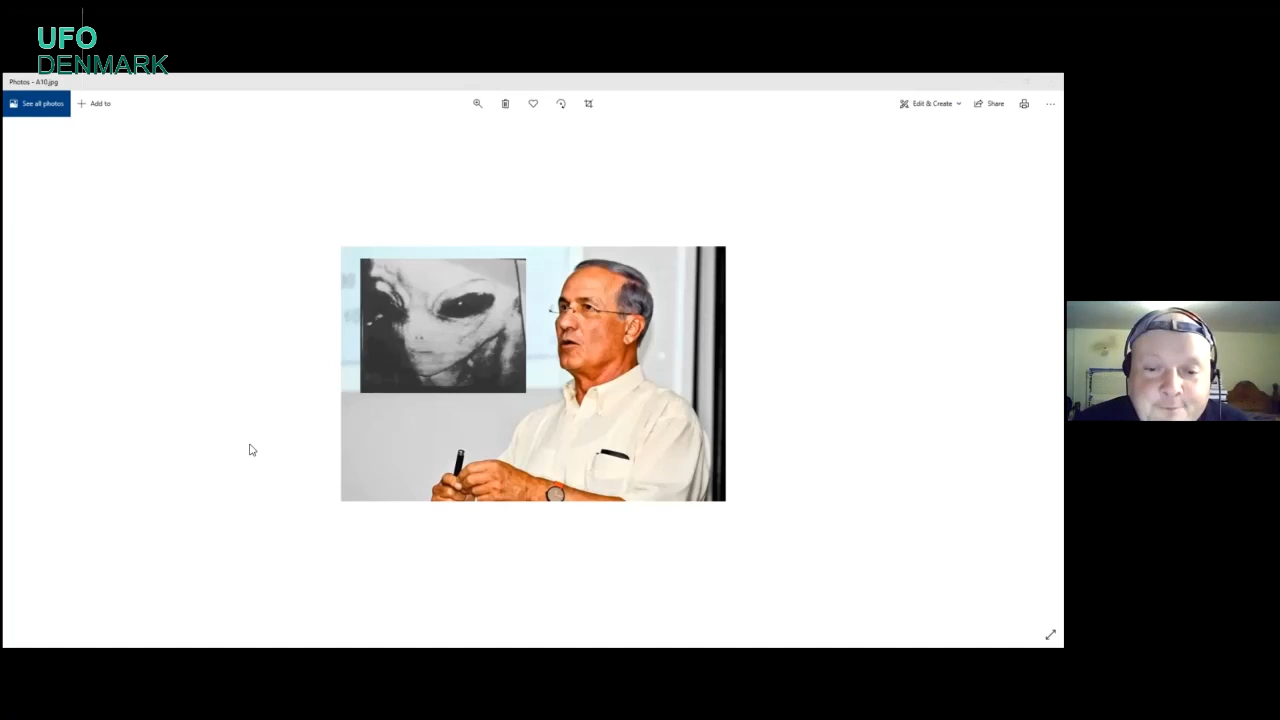 UFO
DENMARK
Photos - A10.jpg
See all photos
Add to
Edit & Create
Share